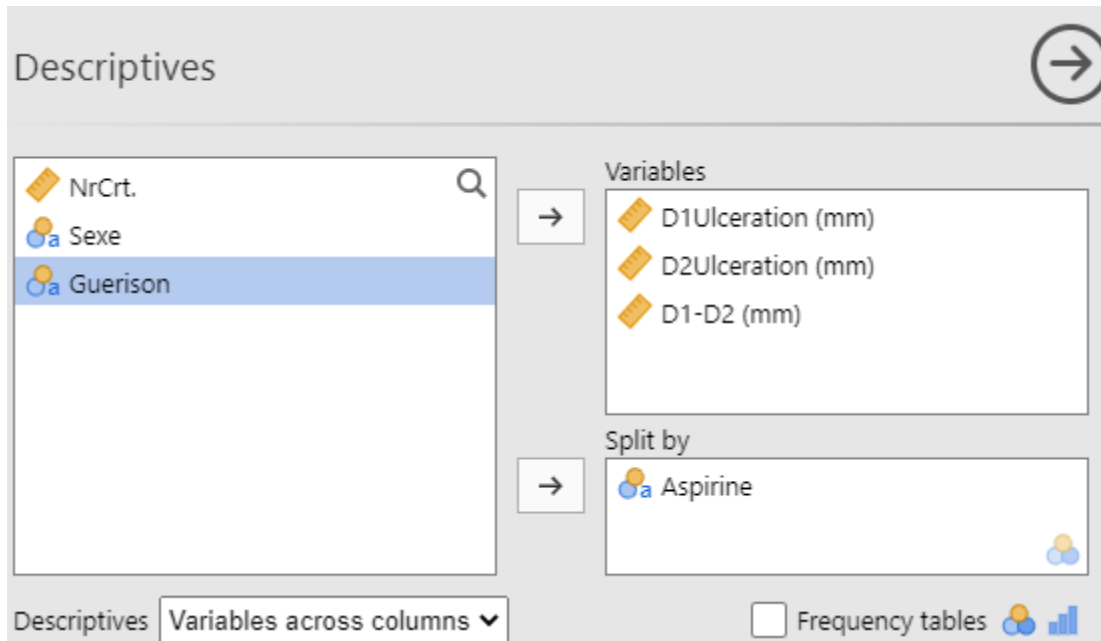 Descriptives
NrCrt.
Sexe
Guerison
Variables
D1Ulceration (mm)
D2Ulceration (mm)
D1-D2 (mm)
Split by
Aspirine
Descriptives Variables across columns
Frequency tables